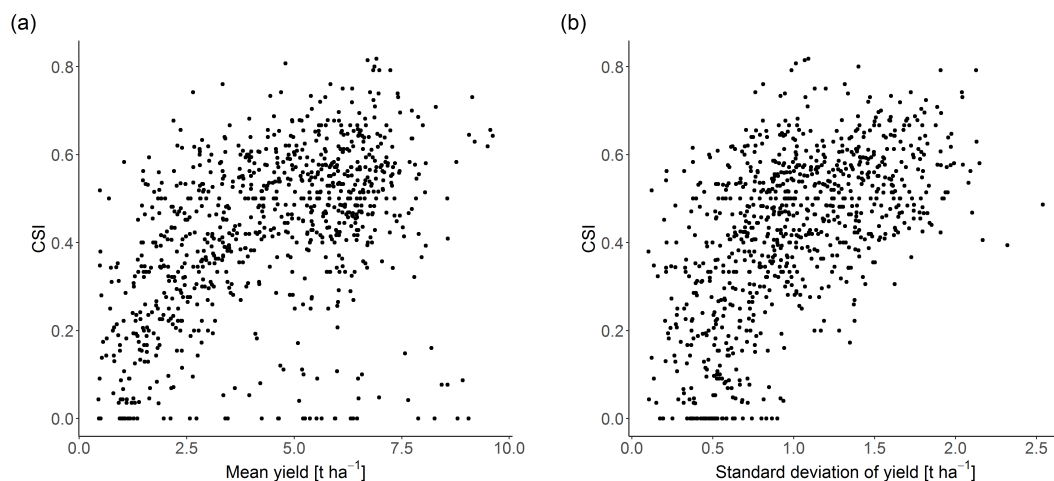 (a)
(b)
0.8
0.6
0.4
0.2
0.0
CSI
0.0 2.5 5.0 7.5 10.0
Mean yield [t ha⁻¹]
0.8
0.6
0.4
0.2
0.0
CSI
0.0 0.5 1.0 1.5 2.0 2.5
Standard deviation of yield [t ha⁻¹]